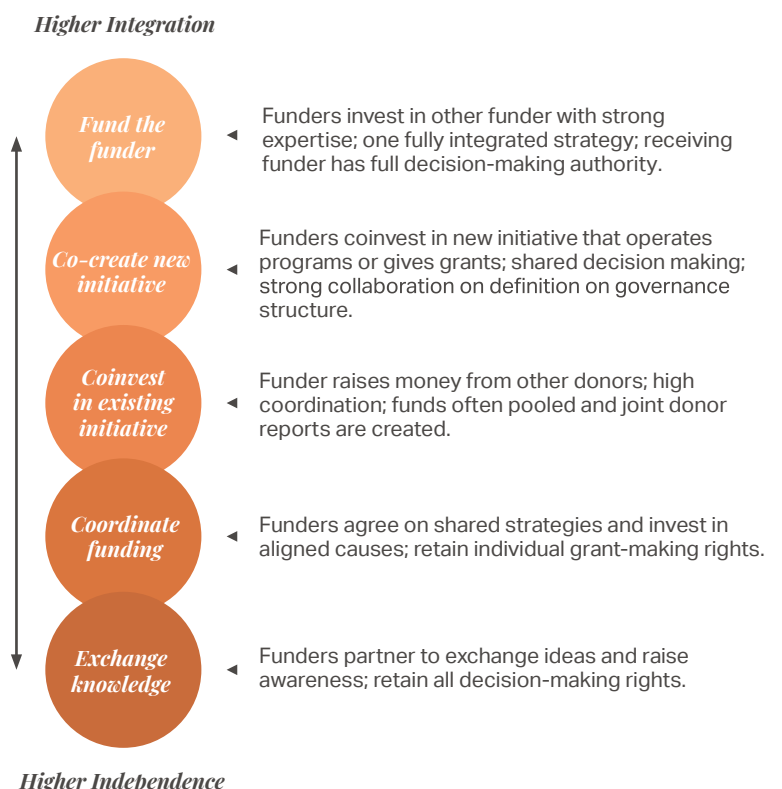 Higher Integration
Fund the
funder
Funders invest in other funder with strong
expertise; one fully integrated strategy; receiving
funder has full decision-making authority.
Co-create new
initiative
Funders coinvest in new initiative that operates
programs or gives grants; shared decision making;
strong collaboration on definition on governance
structure.
Coinvest
in existing
initiative
Funder raises money from other donors; high
coordination; funds often pooled and joint donor
reports are created.
Coordinate
funding
Funders agree on shared strategies and invest in
aligned causes; retain individual grant-making rights.
Exchange
knowledge
Funders partner to exchange ideas and raise
awareness; retain all decision-making rights.
Higher Independence